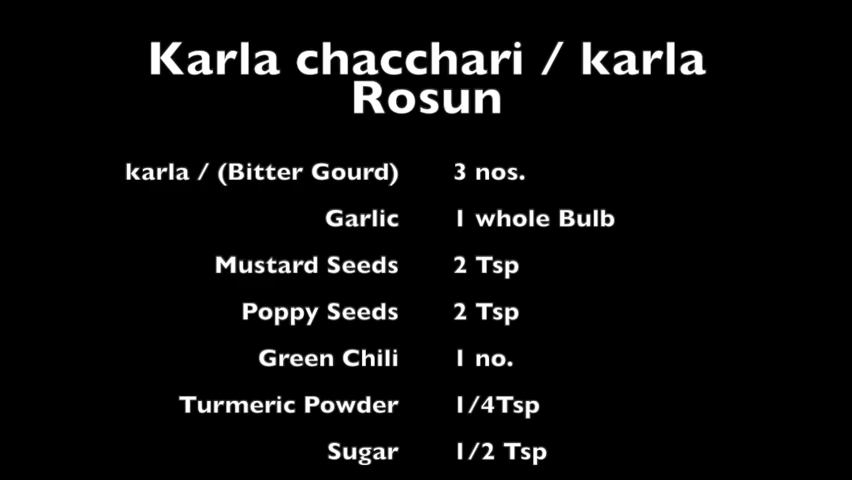 Karla chacchari / karla
Rosun
karla / (Bitter Gourd) 3 nos.
Garlic 1 whole Bulb
Mustard Seeds 2 Tsp
Poppy Seeds 2 Tsp
Green Chili 1 no.
Turmeric Powder 1/4Tsp
Sugar 1/2 Tsp